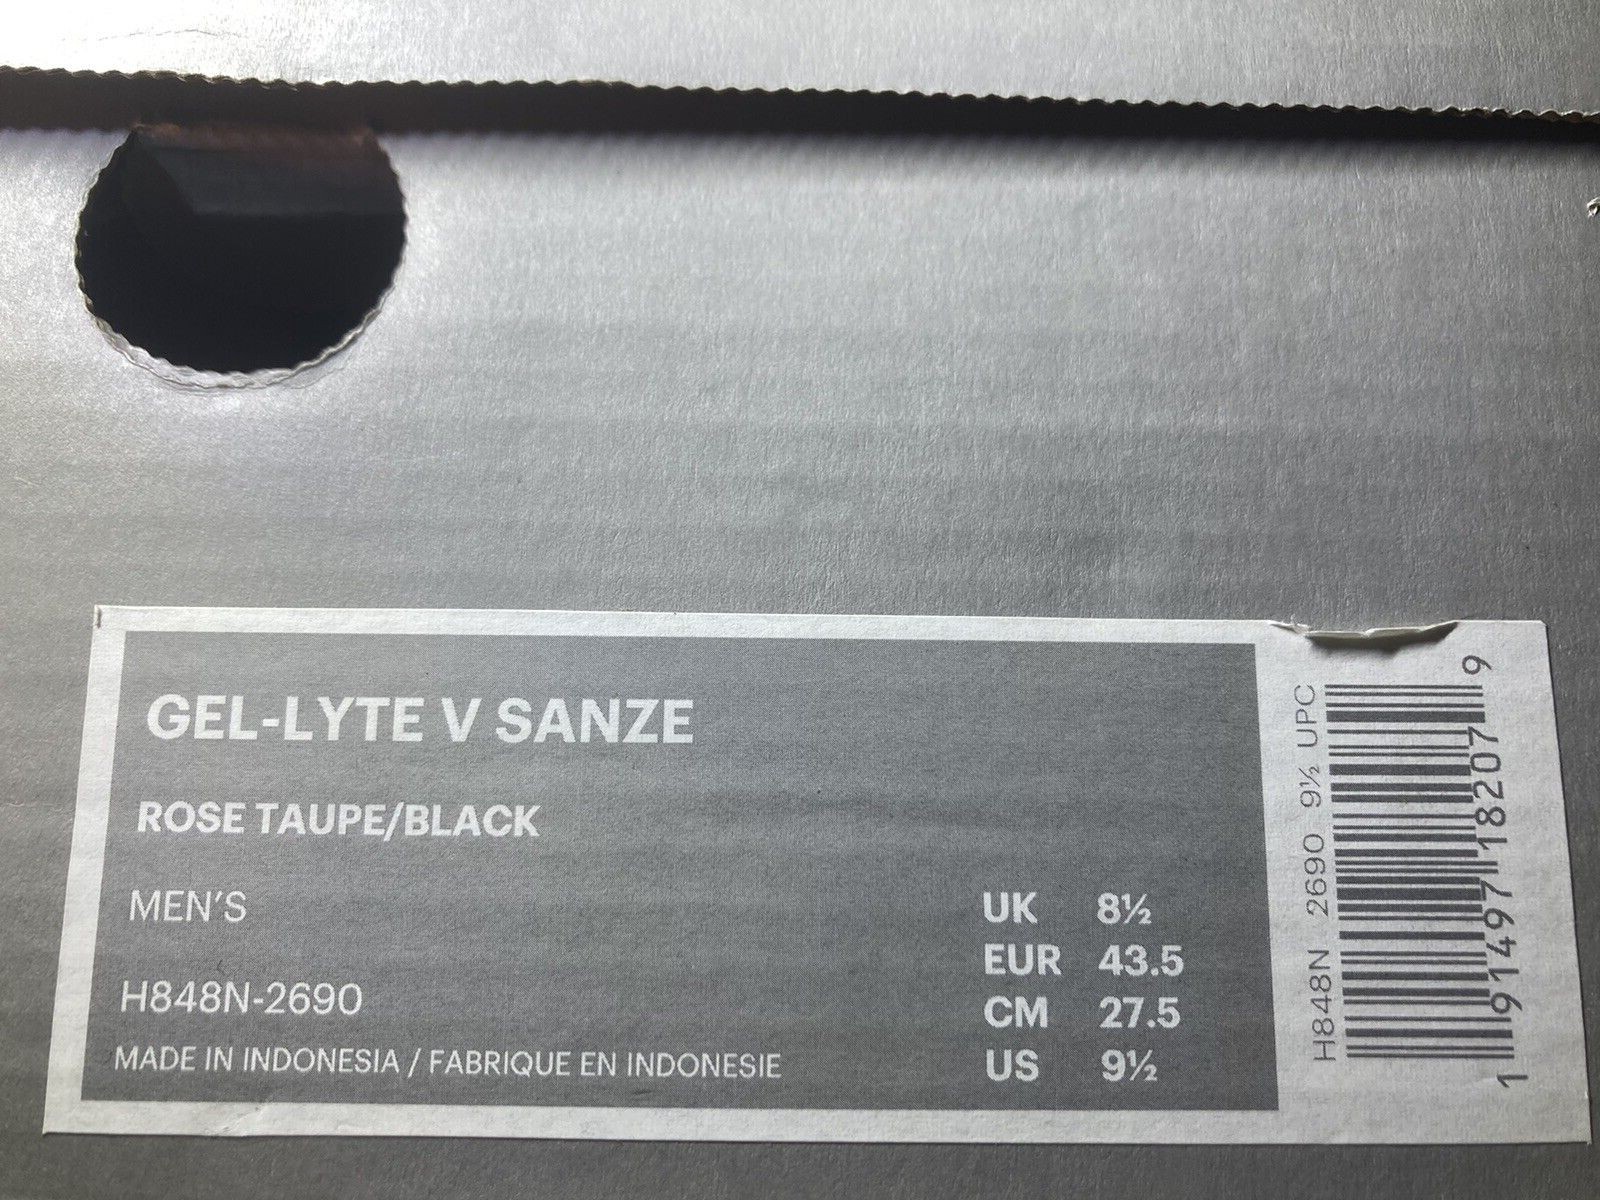 GEL-LYTE V SANZE
ROSE TAUPE/BLACK
MEN'S
H848N-2690
MADE IN INDONESIA / FABRIQUE EN INDONESIE
UK 8½
EUR 43.5
CM 27.5
US 9½
H848N 2690 9½ UPC
1 91497 18207 9